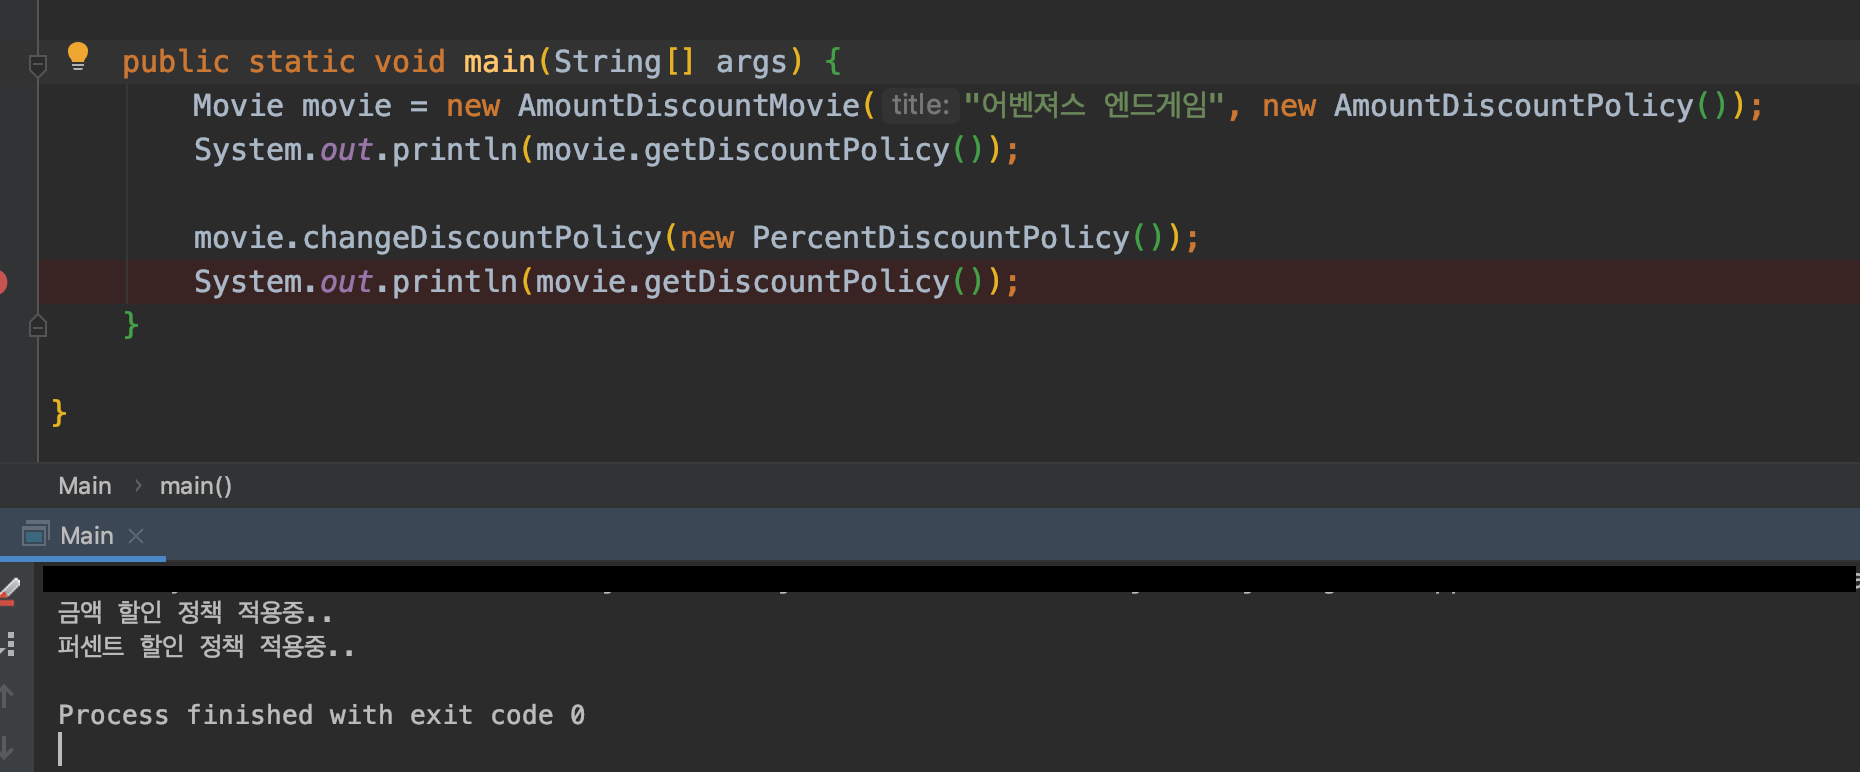 public static void main(String[] args) {
Movie movie = new AmountDiscountMovie( title: "어벤져스 엔드게임", new AmountDiscountPolicy());
System.out.println(movie.getDiscountPolicy());
movie.changeDiscountPolicy(new PercentDiscountPolicy());
System.out.println(movie.getDiscountPolicy());
}
}
Main › main()
Main ×
금액 할인 정책 적용중..
퍼센트 할인 정책 적용중..
Process finished with exit code 0